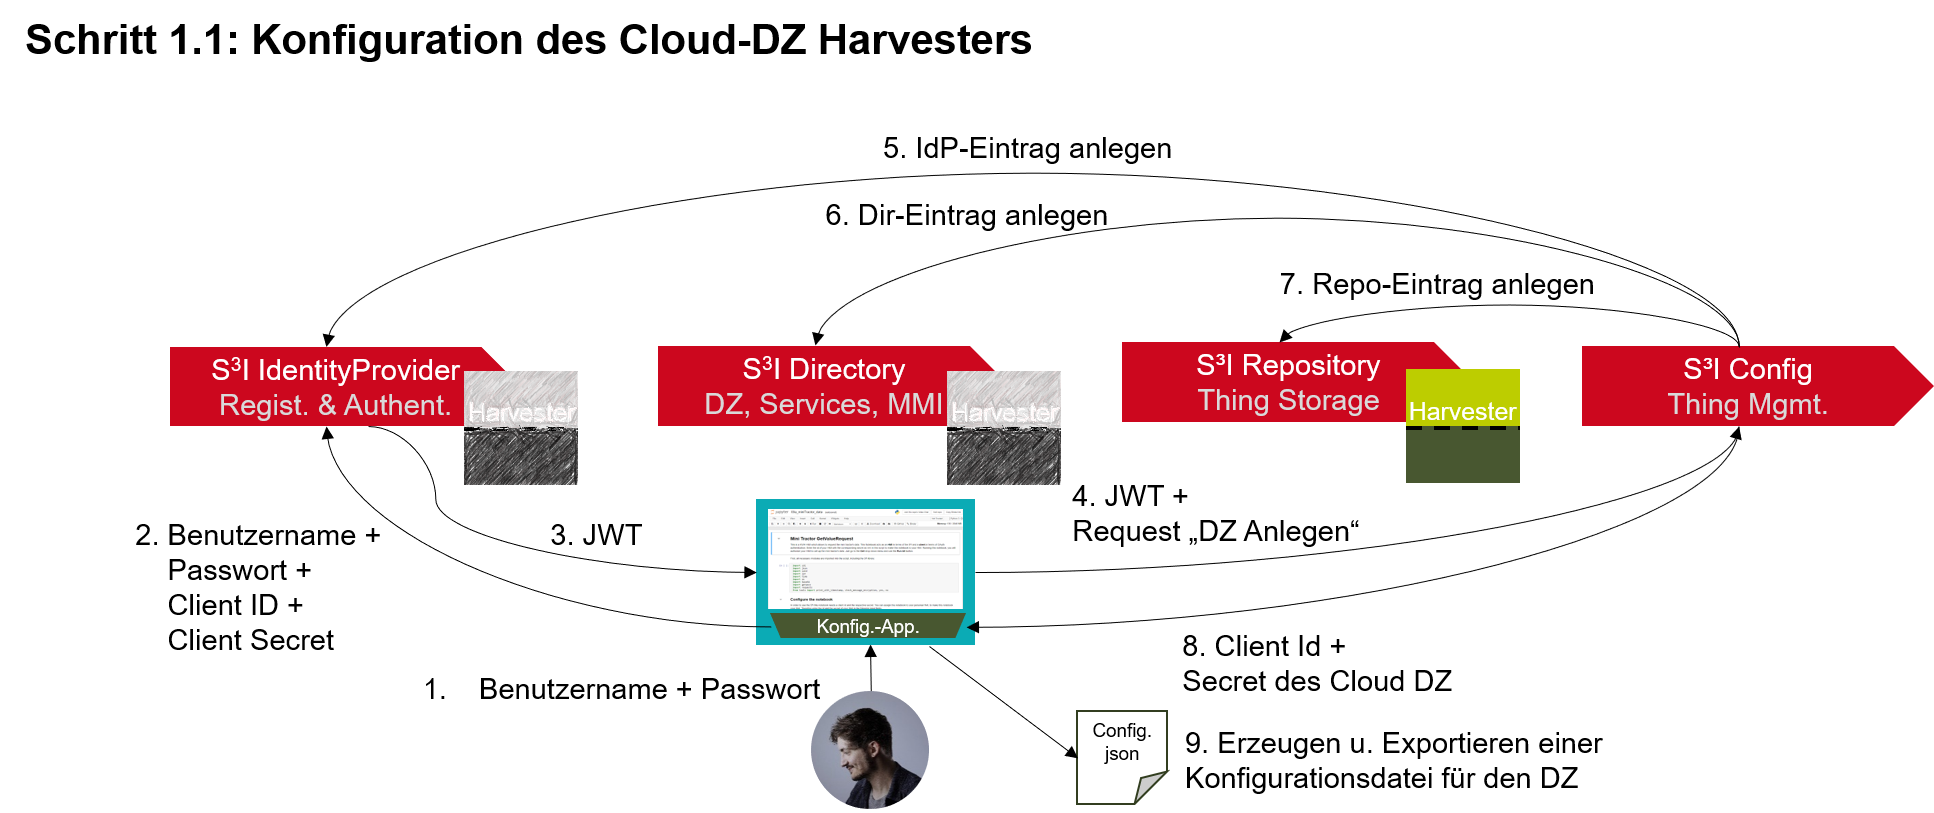 Schritt 1.1: Konfiguration des Cloud-DZ Harvesters
5. IdP-Eintrag anlegen
6. Dir-Eintrag anlegen
7. Repo-Eintrag anlegen
S³I IdentityProvider
Regist. & Authent.
Harvester
S³I Directory
DZ, Services, MMI
Harvester
S³I Repository
Thing Storage
Harvester
S³I Config
Thing Mgmt.
2. Benutzername +
Passwort +
Client ID +
Client Secret
3. JWT
4. JWT +
Request „DZ Anlegen“
Configure the notebook
Konfig.-App.
1. Benutzername + Passwort
8. Client Id +
Secret des Cloud DZ
Config.
json
9. Erzeugen u. Exportieren einer
Konfigurationsdatei für den DZ